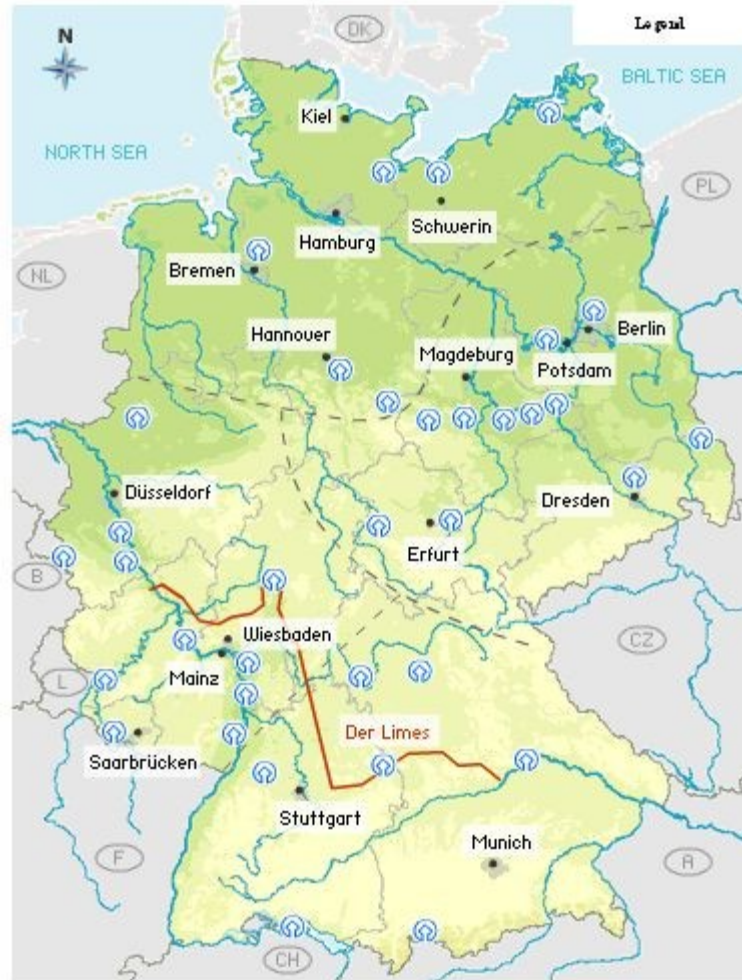 Legend
N
DK
BALTIC SEA
Kiel
NORTH SEA
PL
Schwerin
Hamburg
Bremen
NL
Berlin
Hannover
Magdeburg
Potsdam
Düsseldorf
Dresden
Erfurt
B
Wiesbaden
CZ
Mainz
L
Der Limes
Saarbrücken
Stuttgart
Munich
F
A
CH